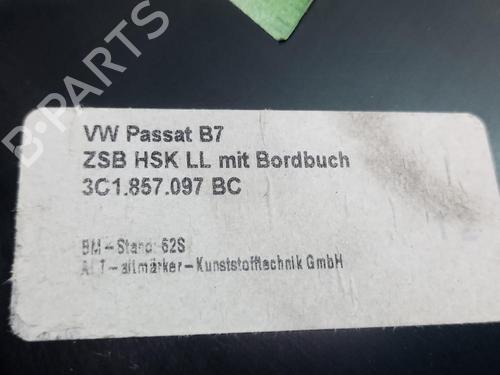 B-PARTS
VW Passat B7
ZSB HSK LL mit Bordbuch
3C1.857.097 BC
BM-Stand: 62S
ALT-altmärker-Kunststofftechnik GmbH